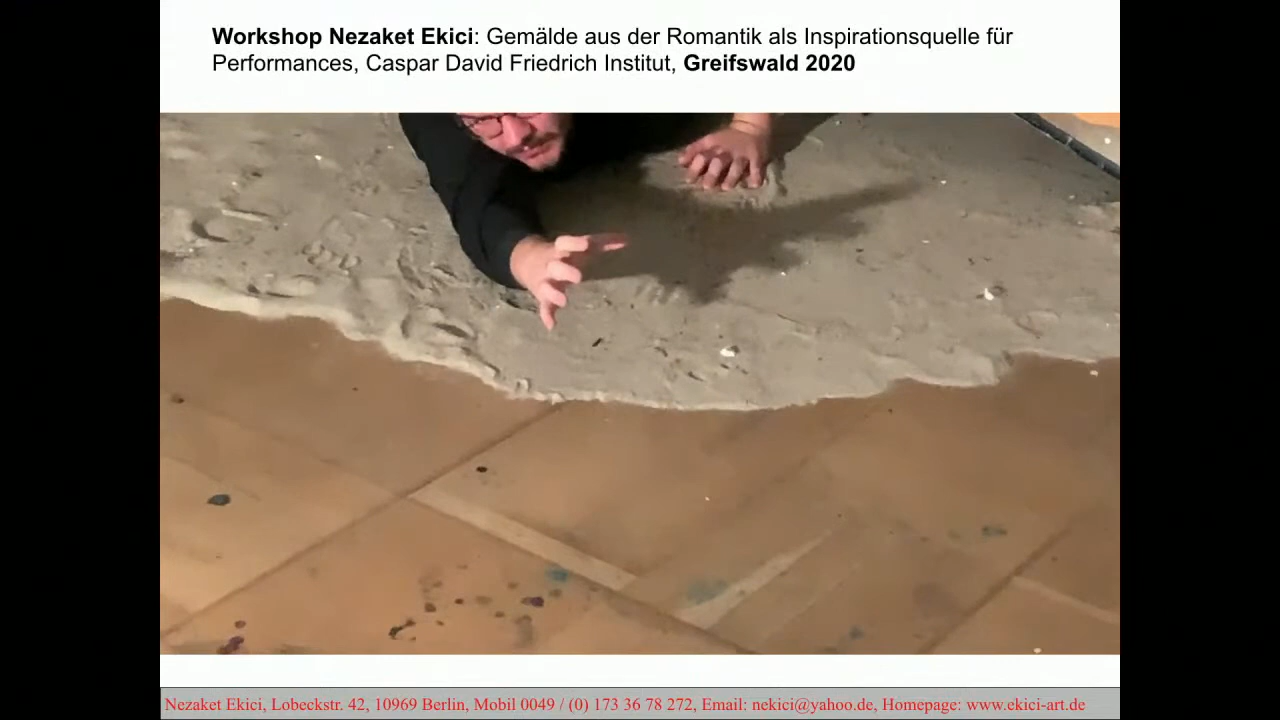 Workshop Nezaket Ekici: Gemälde aus der Romantik als Inspirationsquelle für
Performances, Caspar David Friedrich Institut, Greifswald 2020
Nezaket Ekici, Lobeckstr. 42, 10969 Berlin, Mobil 0049 / (0) 173 36 78 272, Email: nekici@yahoo.de, Homepage: www.ekici-art.de